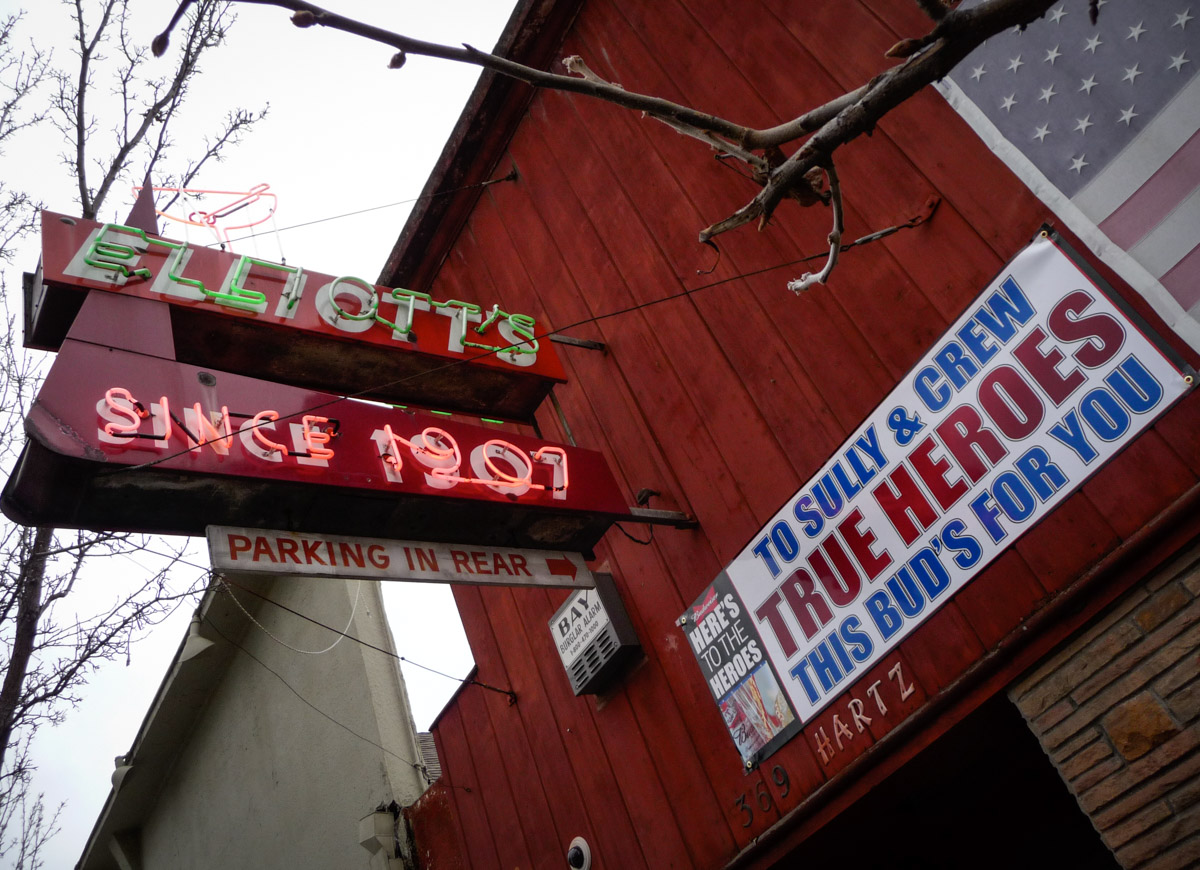 ELLIOTT'S
SINCE 1907
PARKING IN REAR
BAY
BURGLAR ALARM
TO SULLY & CREW
TRUE HEROES
THIS BUD'S FOR YOU
Budweiser
HERE'S
TO THE
HEROES
369 HARTZ